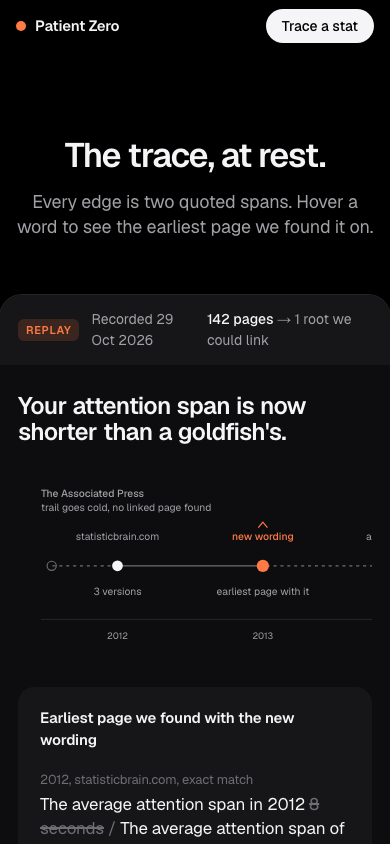 Patient Zero
Trace a stat
The trace, at rest.
Every edge is two quoted spans. Hover a
word to see the earliest page we found it on.
REPLAY
Recorded 29
Oct 2026
142 pages → 1 root we
could link
Your attention span is now
shorter than a goldfish's.
The Associated Press
trail goes cold, no linked page found
statisticbrain.com
new wording
a
3 versions
earliest page with it
2012
2013
Earliest page we found with the new
wording
2012, statisticbrain.com, exact match
The average attention span in 2012 8
seconds / The average attention span of